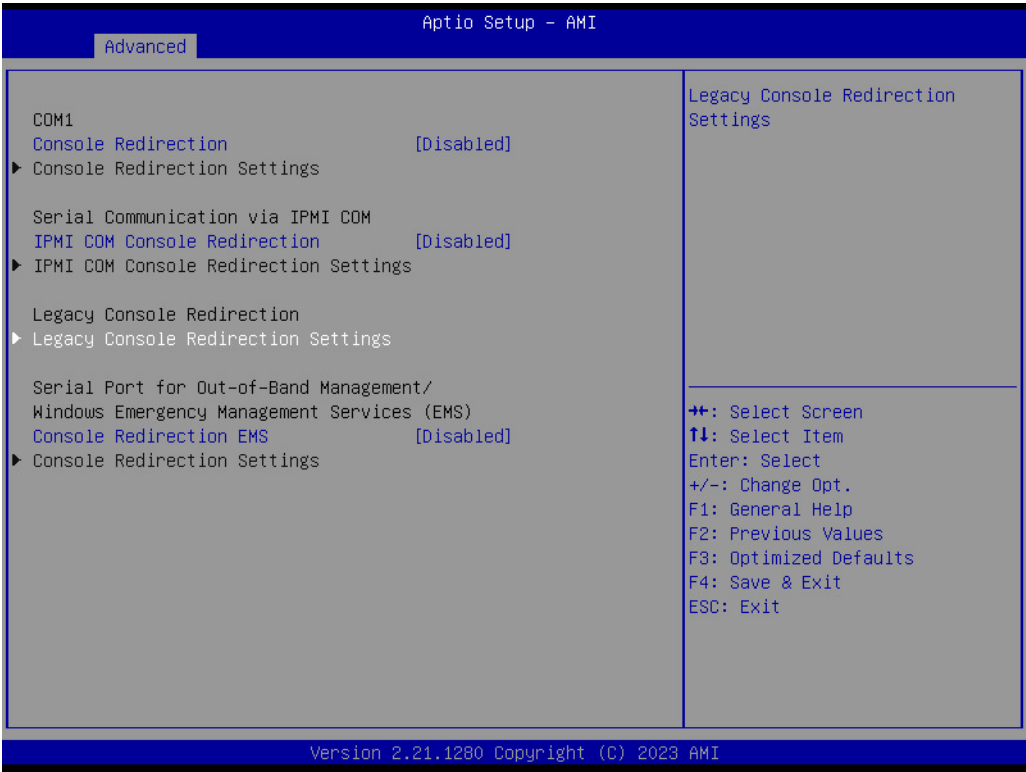 Aptio Setup - AMI
Advanced
COM1
Console Redirection [Disabled]
▶ Console Redirection Settings
Serial Communication via IPMI COM
IPMI COM Console Redirection [Disabled]
▶ IPMI COM Console Redirection Settings
Legacy Console Redirection
▶ Legacy Console Redirection Settings
Serial Port for Out-of-Band Management/
Windows Emergency Management Services (EMS)
Console Redirection EMS [Disabled]
▶ Console Redirection Settings
Legacy Console Redirection
Settings
→←: Select Screen
↑↓: Select Item
Enter: Select
+/-: Change Opt.
F1: General Help
F2: Previous Values
F3: Optimized Defaults
F4: Save & Exit
ESC: Exit
Version 2.21.1280 Copyright (C) 2023 AMI